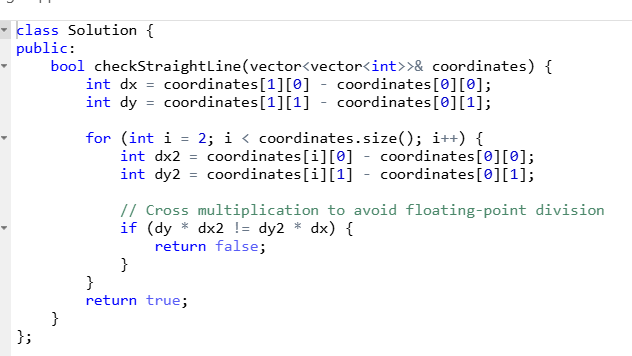 class Solution {
public:
    bool checkStraightLine(vector<vector<int>>& coordinates) {
        int dx = coordinates[1][0] - coordinates[0][0];
        int dy = coordinates[1][1] - coordinates[0][1];

        for (int i = 2; i < coordinates.size(); i++) {
            int dx2 = coordinates[i][0] - coordinates[0][0];
            int dy2 = coordinates[i][1] - coordinates[0][1];

            // Cross multiplication to avoid floating-point division
            if (dy * dx2 != dy2 * dx) {
                return false;
            }
        }
        return true;
    }
};